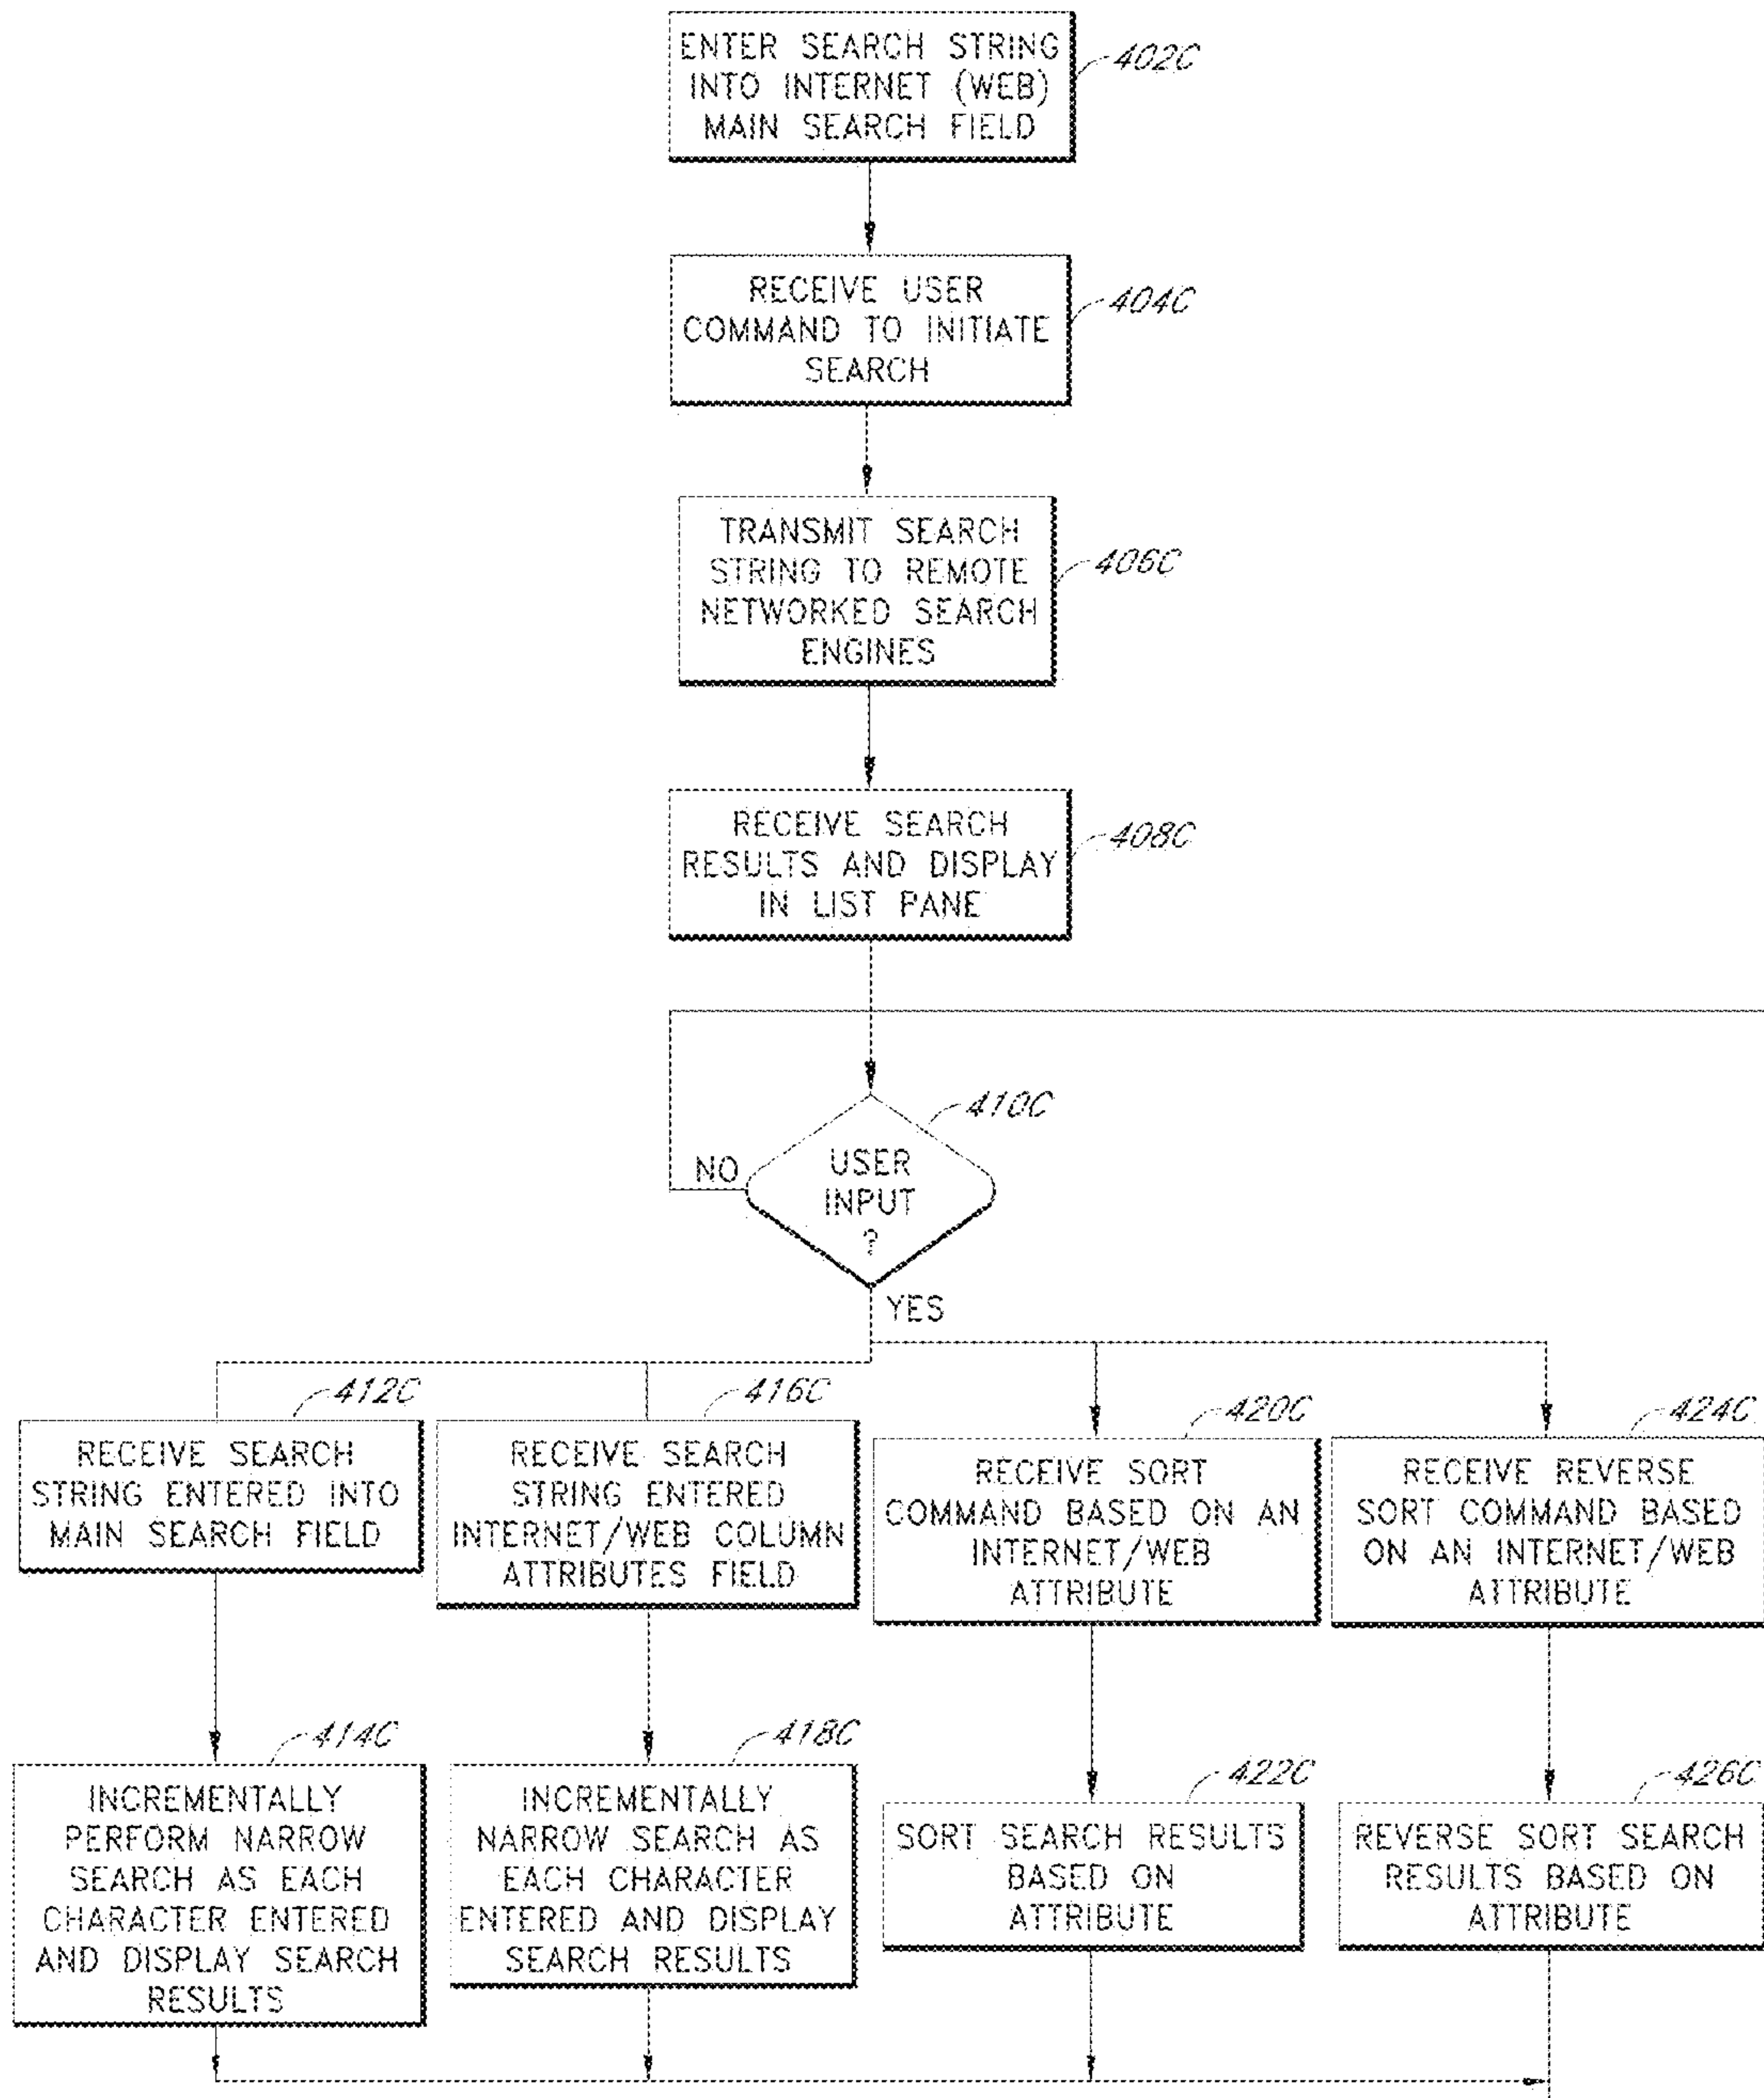 ENTER SEARCH STRING
INTO INTERNET (WEB)
MAIN SEARCH FIELD
402C
RECEIVE USER
COMMAND TO INITIATE
SEARCH
404C
TRANSMIT SEARCH
STRING TO REMOTE
NETWORKED SEARCH
ENGINES
406C
RECEIVE SEARCH
RESULTS AND DISPLAY
IN LIST PANE
408C
410C
USER
INPUT
?
NO
YES
412C
RECEIVE SEARCH
STRING ENTERED INTO
MAIN SEARCH FIELD
416C
RECEIVE SEARCH
STRING ENTERED
INTERNET/WEB COLUMN
ATTRIBUTES FIELD
420C
RECEIVE SORT
COMMAND BASED ON AN
INTERNET/WEB
ATTRIBUTE
424C
RECEIVE REVERSE
SORT COMMAND BASED
ON AN INTERNET/WEB
ATTRIBUTE
414C
INCREMENTALLY
PERFORM NARROW
SEARCH AS EACH
CHARACTER ENTERED
AND DISPLAY SEARCH
RESULTS
418C
INCREMENTALLY
NARROW SEARCH AS
EACH CHARACTER
ENTERED AND DISPLAY
SEARCH RESULTS
422C
SORT SEARCH RESULTS
BASED ON
ATTRIBUTE
426C
REVERSE SORT SEARCH
RESULTS BASED ON
ATTRIBUTE